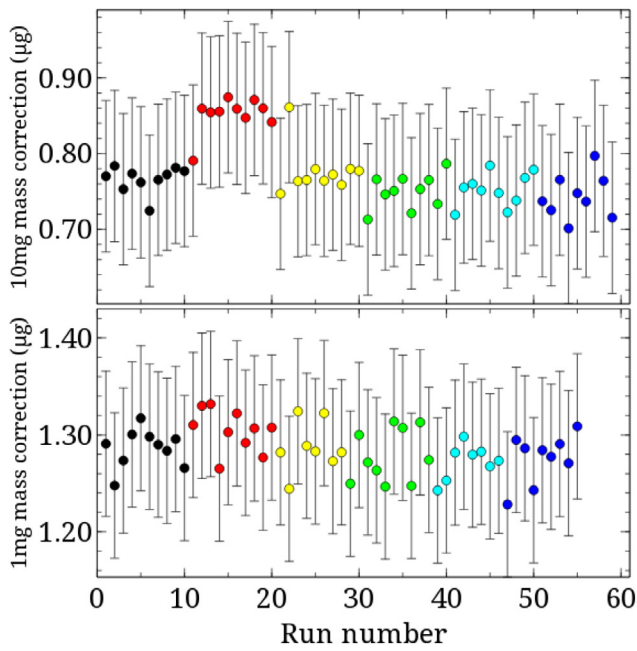 10mg mass correction (μg)
0.90
0.80
0.70
1mg mass correction (μg)
1.40
1.30
1.20
0 10 20 30 40 50 60
Run number